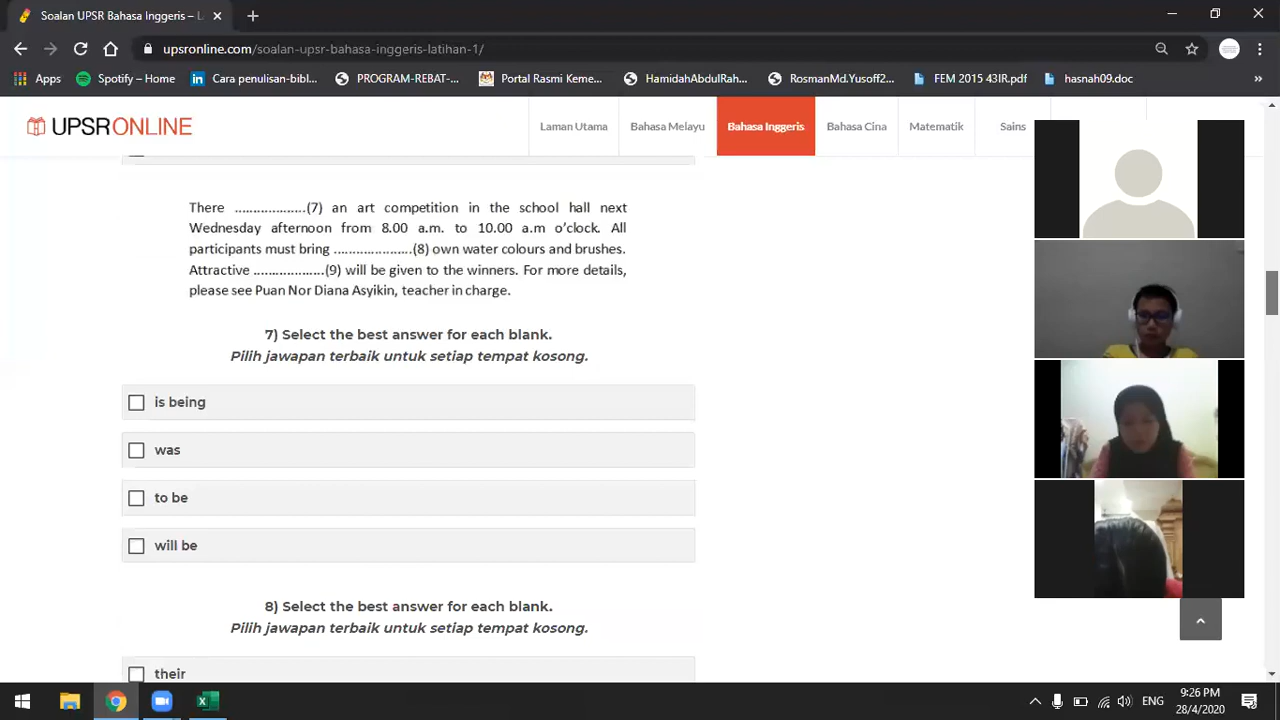 Soalan UPSR Bahasa Inggeris – L
upsronline.com/soalan-upsr-bahasa-inggeris-latihan-1/
Apps Spotify – Home Cara penulisan-bibl... PROGRAM-REBAT-... Portal Rasmi Keme... HamidahAbdulRah... RosmanMd.Yusoff2... FEM 2015 43IR.pdf hasnah09.doc »
UPSRONLINE Laman Utama Bahasa Melayu Bahasa Inggeris Bahasa Cina Matematik Sains
There ...................(7) an art competition in the school hall next
Wednesday afternoon from 8.00 a.m. to 10.00 a.m o'clock. All
participants must bring .....................(8) own water colours and brushes.
Attractive ...................(9) will be given to the winners. For more details,
please see Puan Nor Diana Asyikin, teacher in charge.
7) Select the best answer for each blank.
Pilih jawapan terbaik untuk setiap tempat kosong.
is being
was
to be
will be
8) Select the best answer for each blank.
Pilih jawapan terbaik untuk setiap tempat kosong.
their
ENG
9:26 PM
28/4/2020